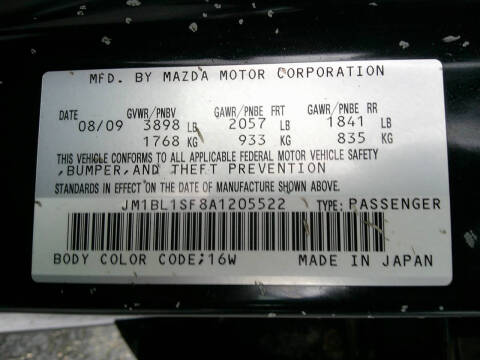 MFD. BY MAZDA MOTOR CORPORATION
DATE GVWR/PNBV GAWR/PNBE FRT GAWR/PNBE RR
08/09 3898 LB 2057 LB 1841 LB
1768 KG 933 KG 835 KG
THIS VEHICLE CONFORMS TO ALL APPLICABLE FEDERAL MOTOR VEHICLE SAFETY
,BUMPER,AND THEFT PREVENTION
STANDARDS IN EFFECT ON THE DATE OF MANUFACTURE SHOWN ABOVE.
JM1BL1SF8A1205522 TYPE: PASSENGER
BODY COLOR CODE:16W MADE IN JAPAN